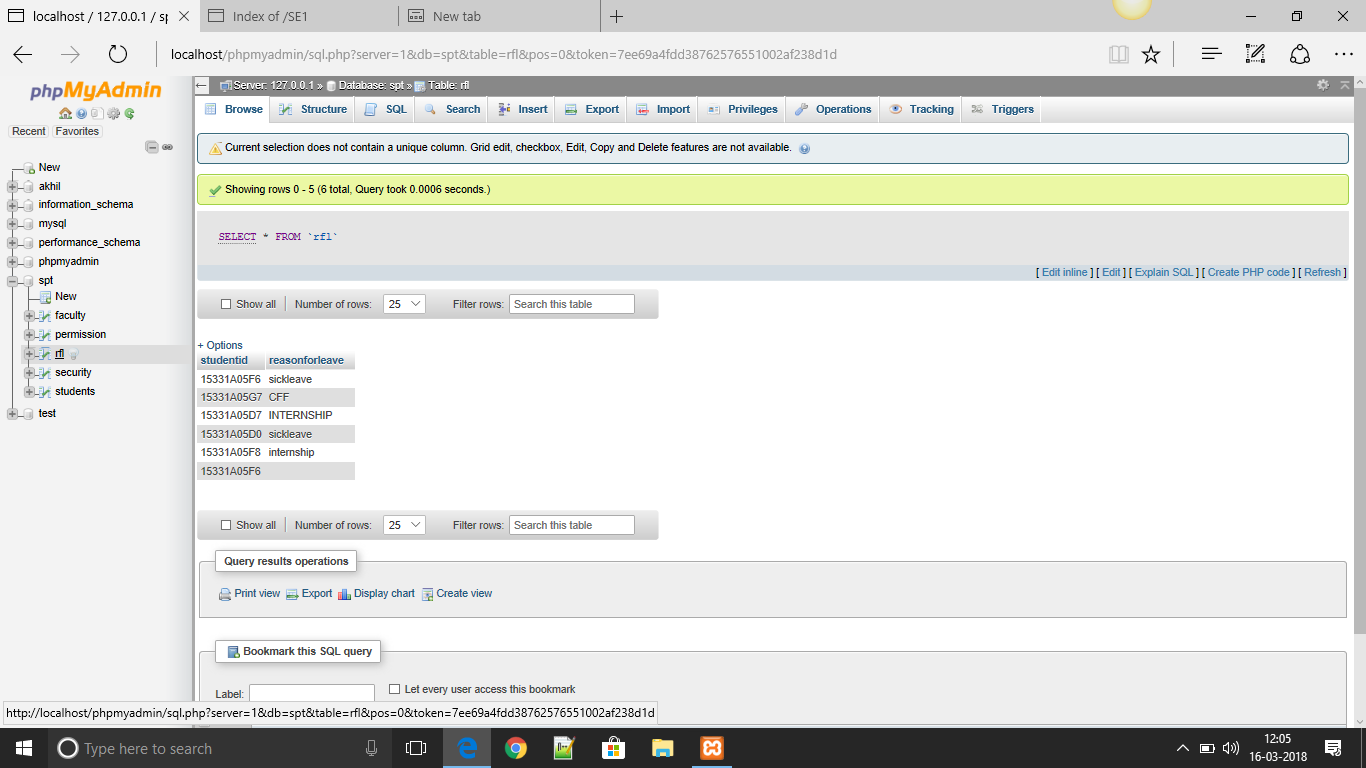 localhost / 127.0.0.1 / sp
Index of /SE1
New tab
localhost/phpmyadmin/sql.php?server=1&db=spt&table=rfl&pos=0&token=7ee69a4fdd38762576551002af238d1d
phpMyAdmin
Recent Favorites
New
akhil
information_schema
mysql
performance_schema
phpmyadmin
spt
New
faculty
permission
rfl
security
students
test
Server: 127.0.0.1 » Database: spt » Table: rfl
Browse Structure SQL Search Insert Export Import Privileges Operations Tracking Triggers
Current selection does not contain a unique column. Grid edit, checkbox, Edit, Copy and Delete features are not available.
Showing rows 0 - 5 (6 total, Query took 0.0006 seconds.)
SELECT * FROM `rfl`
[ Edit inline ] [ Edit ] [ Explain SQL ] [ Create PHP code ] [ Refresh ]
Show all Number of rows: 25 Filter rows: Search this table
+ Options
studentid reasonforleave
15331A05F6 sickleave
15331A05G7 CFF
15331A05D7 INTERNSHIP
15331A05D0 sickleave
15331A05F8 internship
15331A05F6
Show all Number of rows: 25 Filter rows: Search this table
Query results operations
Print view Export Display chart Create view
Bookmark this SQL query
Label: Let every user access this bookmark
http://localhost/phpmyadmin/sql.php?server=1&db=spt&table=rfl&pos=0&token=7ee69a4fdd38762576551002af238d1d
Type here to search
12:05
16-03-2018